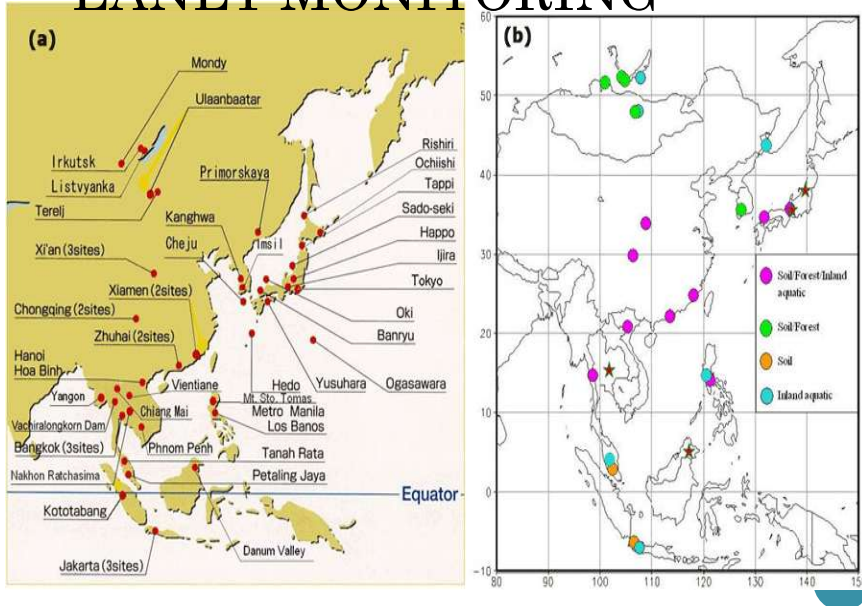 EANET MONITORING
(a)
Mondy
Ulaanbaatar
Irkutsk
Listvyanka
Terelj
Primorskaya
Rishiri
Ochiishi
Tappi
Sado-seki
Happo
Ijira
Tokyo
Oki
Banryu
Kanghwa
Cheju
Imsil
Xi'an (3sites)
Xiamen (2sites)
Chongqing (2sites)
Zhuhai (2sites)
Hanoi
Hoa Binh
Yangon
Vientiane
Chiang Mai
Vachiralongkorn Dam
Bangkok (3sites)
Phnom Penh
Nakhon Ratchasima
Hedo
Yusuhara
Ogasawara
Mt. Sto. Tomas
Metro Manila
Los Banos
Tanah Rata
Petaling Jaya
Equator
Kototabang
Danum Valley
Jakarta (3sites)
(b)
60
50
40
30
20
10
0
-10
80
90
100
110
120
130
140
Soil/Forest/Inland
aquatic
Soil/Forest
Soil
Inland aquatic